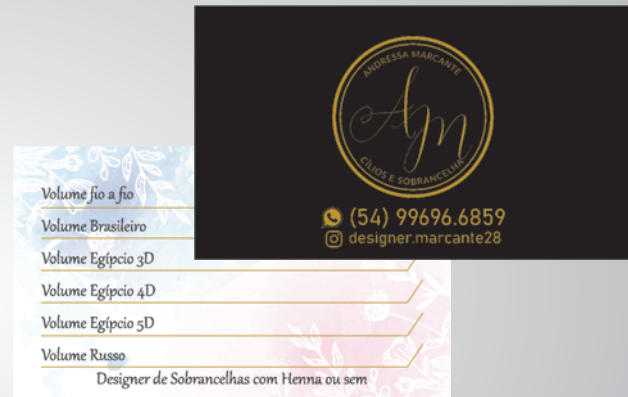 ANDRESSA MARCANTE
AM
CÍLIOS E SOBRANCELHA
(54) 99696.6859
designer.marcante28
Volume fio a fio
Volume Brasileiro
Volume Egípcio 3D
Volume Egípcio 4D
Volume Egípcio 5D
Volume Russo
Designer de Sobrancelhas com Henna ou sem